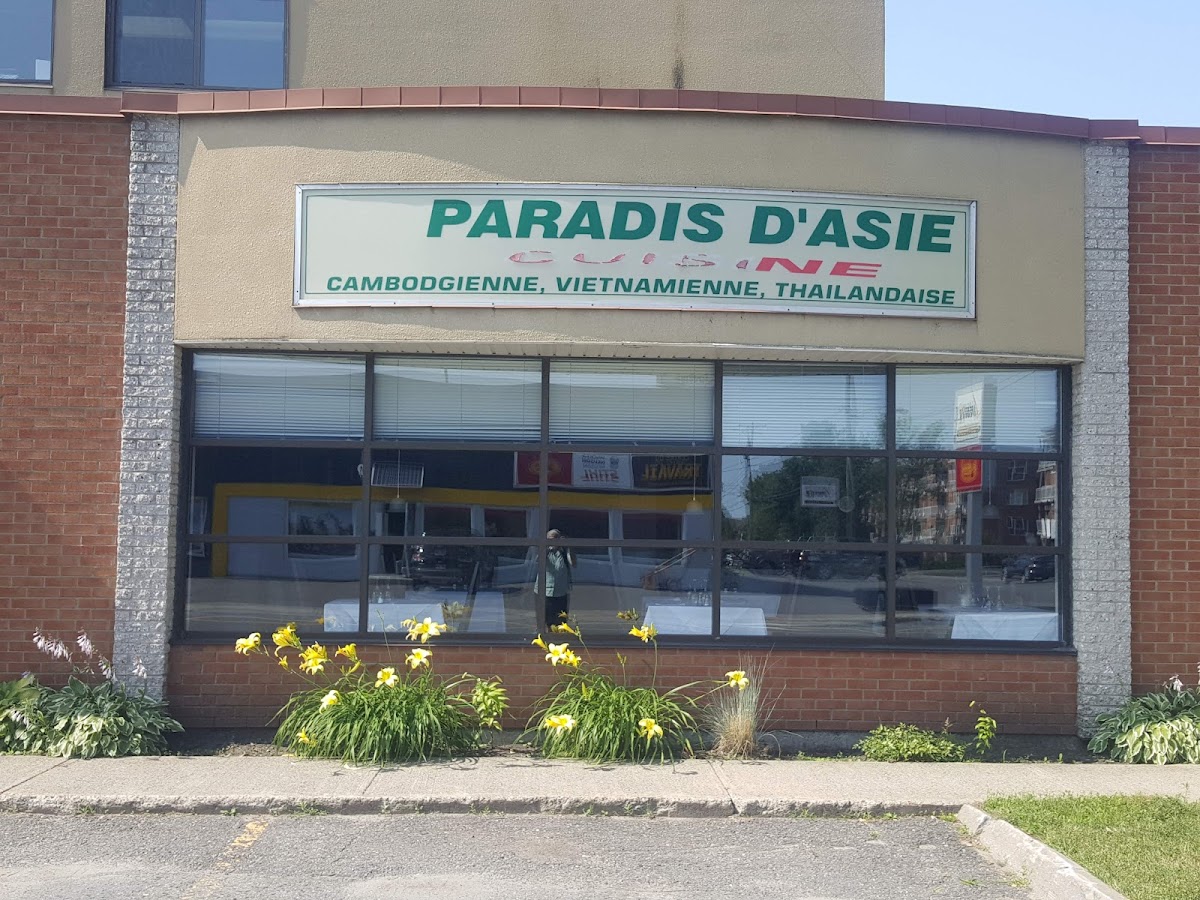 PARADIS D'ASIE
CUISINE
CAMBODGIENNE, VIETNAMIENNE, THAILANDAISE